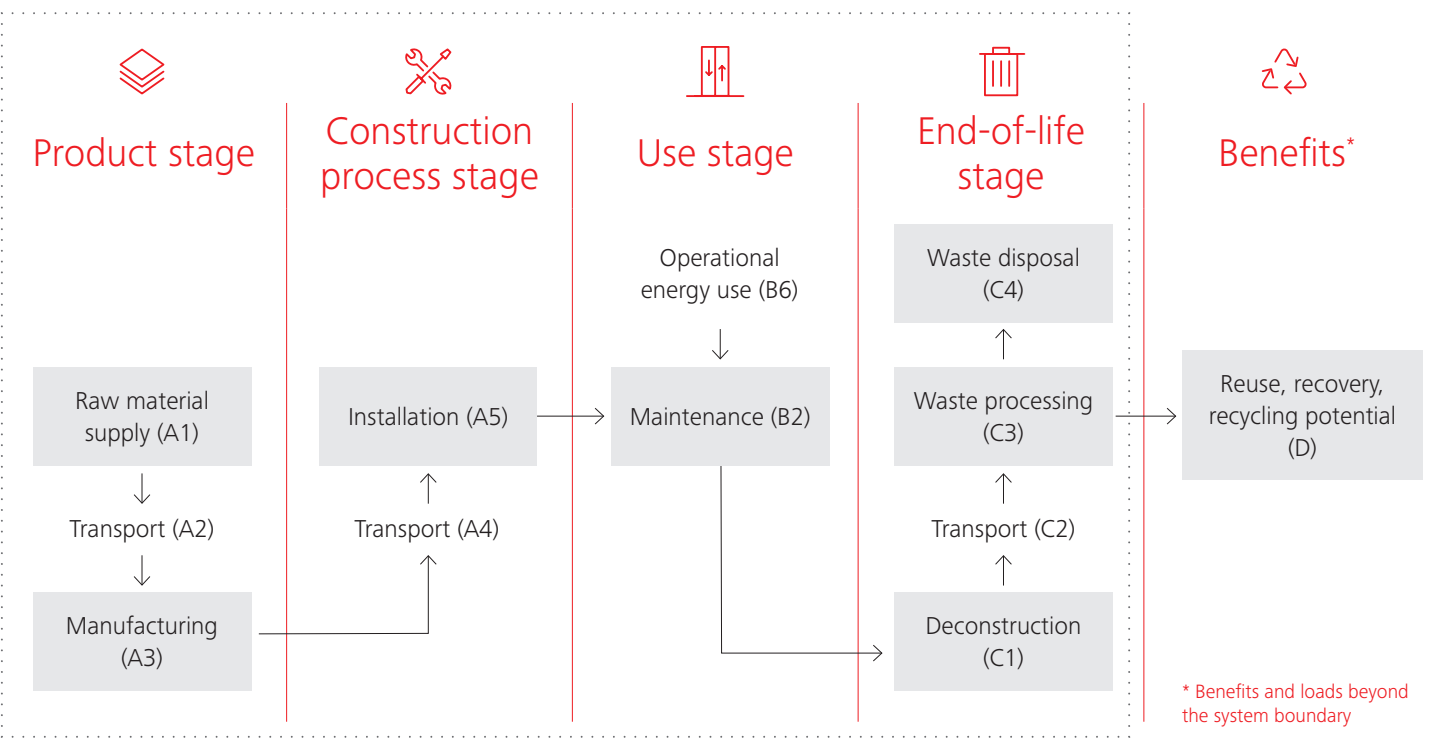 Product stage
Raw material
supply (A1)
Transport (A2)
Manufacturing
(A3)
Construction
process stage
Installation (A5)
Transport (A4)
Use stage
Operational
energy use (B6)
Maintenance (B2)
End-of-life
stage
Waste disposal
(C4)
Waste processing
(C3)
Transport (C2)
Deconstruction
(C1)
Benefits*
Reuse, recovery,
recycling potential
(D)
* Benefits and loads beyond
the system boundary